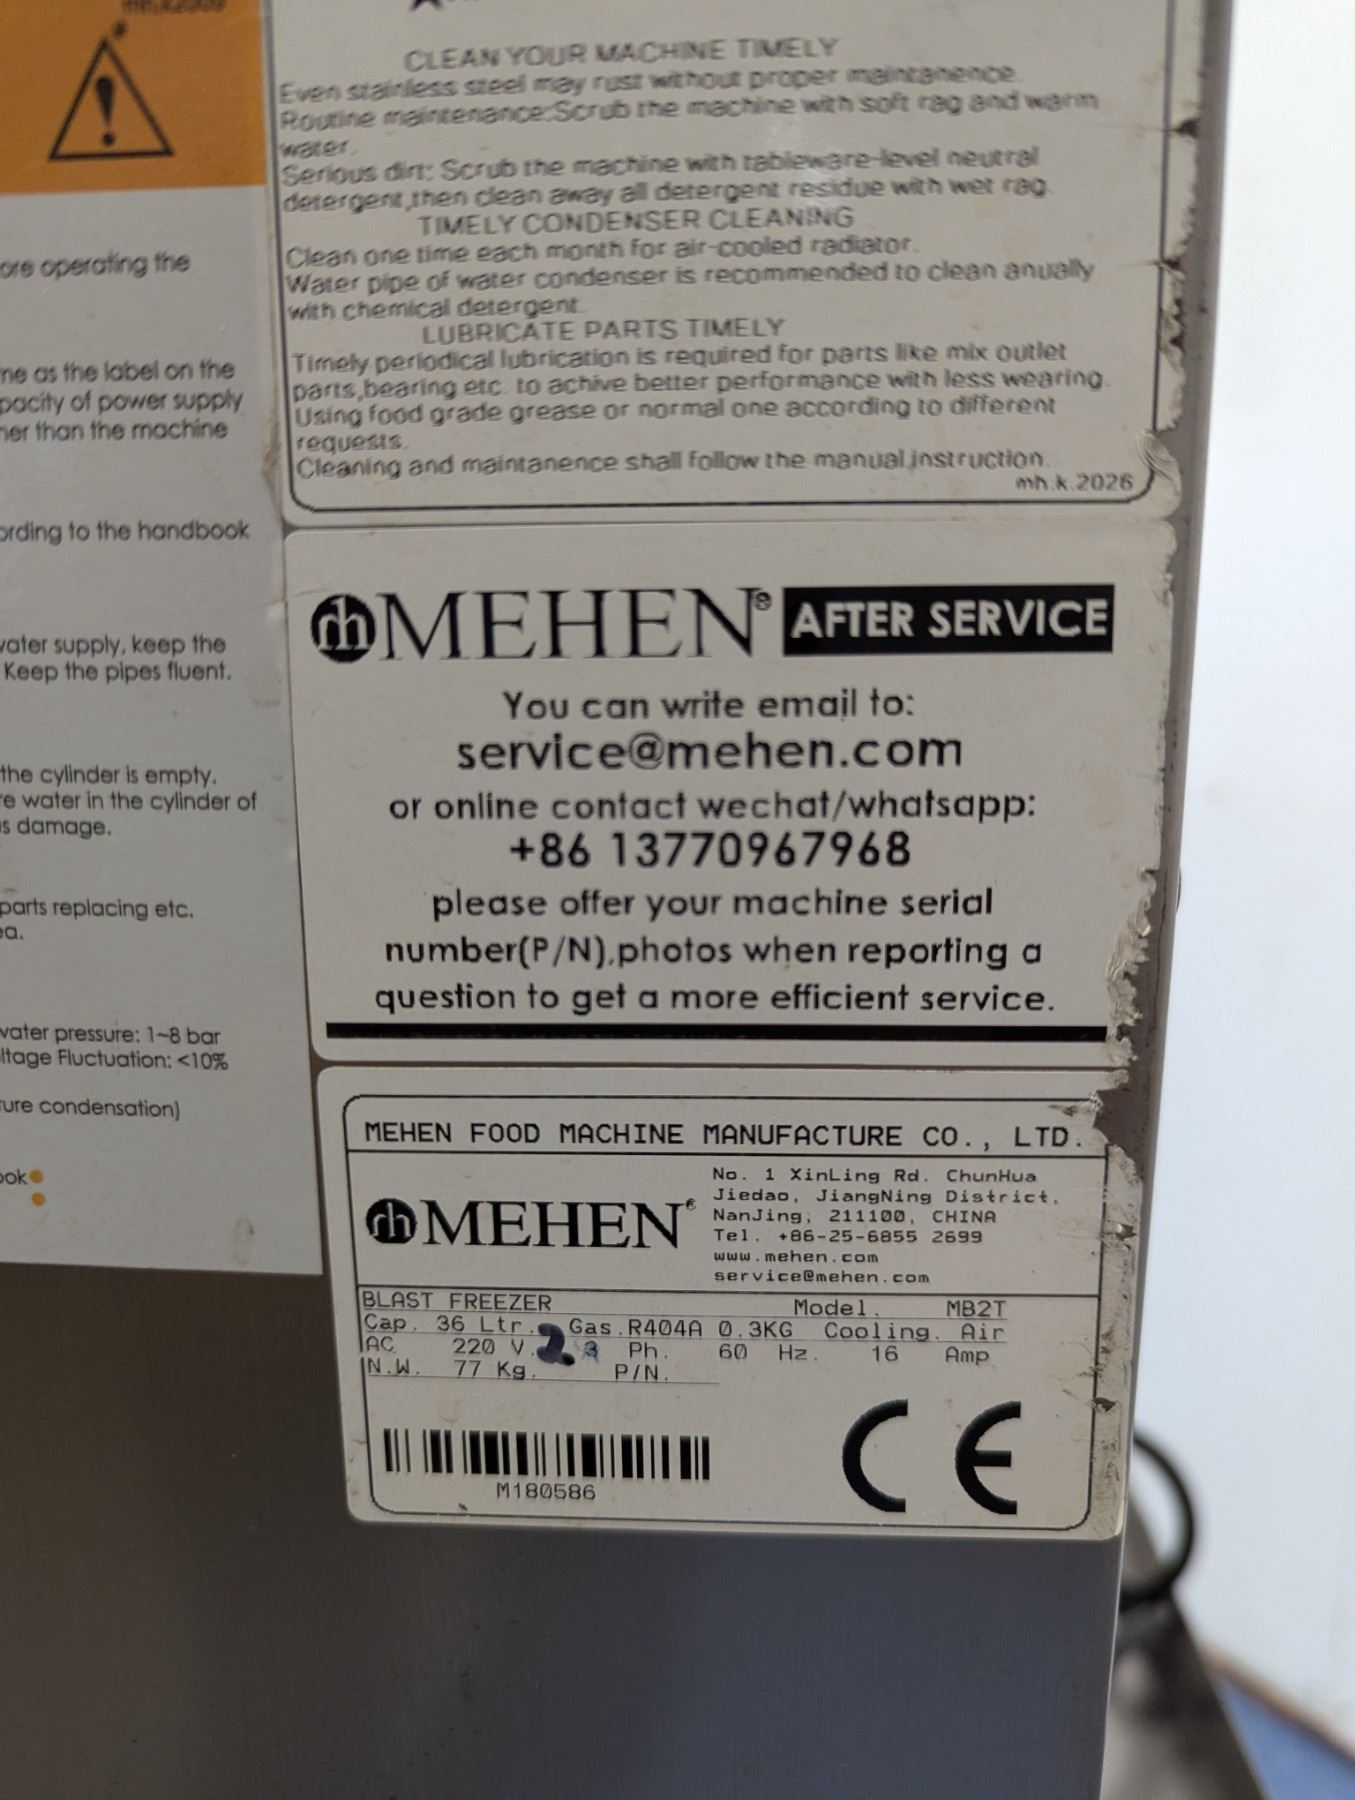 CLEAN YOUR MACHINE TIMELY
Even stainless steel may rust without proper maintanence.
Routine maintenance:Scrub the machine with soft rag and warm
water.
Serious dirt: Scrub the machine with tableware-level neutral
detergent,then clean away all detergent residue with wet rag.
TIMELY CONDENSER CLEANING
Clean one time each month for air-cooled radiator.
Water pipe of water condenser is recommended to clean anually
with chemical detergent.
LUBRICATE PARTS TIMELY
Timely periodical lubrication is required for parts like mix outlet
parts,bearing etc. to achive better performance with less wearing.
Using food grade grease or normal one according to different
requests.
Cleaning and maintanence shall follow the manual instruction.
mh.k.2026
ore operating the
me as the label on the
pacity of power supply
her than the machine
ording to the handbook
water supply, keep the
Keep the pipes fluent.
the cylinder is empty.
re water in the cylinder of
s damage.
parts replacing etc.
ea.
water pressure: 1~8 bar
ltage Fluctuation: <10%
ture condensation)
ook
mh MEHEN® AFTER SERVICE
You can write email to:
service@mehen.com
or online contact wechat/whatsapp:
+86 13770967968
please offer your machine serial
number(P/N),photos when reporting a
question to get a more efficient service.
MEHEN FOOD MACHINE MANUFACTURE CO., LTD.
mh MEHEN®
No. 1 XinLing Rd. ChunHua
Jiedao, JiangNing District,
NanJing, 211100, CHINA
Tel. +86-25-6855 2699
www.mehen.com
service@mehen.com
BLAST FREEZER Model. MB2T
Cap. 36 Ltr. Gas.R404A 0.3KG Cooling. Air
AC 220 V. 3 Ph. 60 Hz. 16 Amp
N.W. 77 Kg. P/N.
M180586
CE